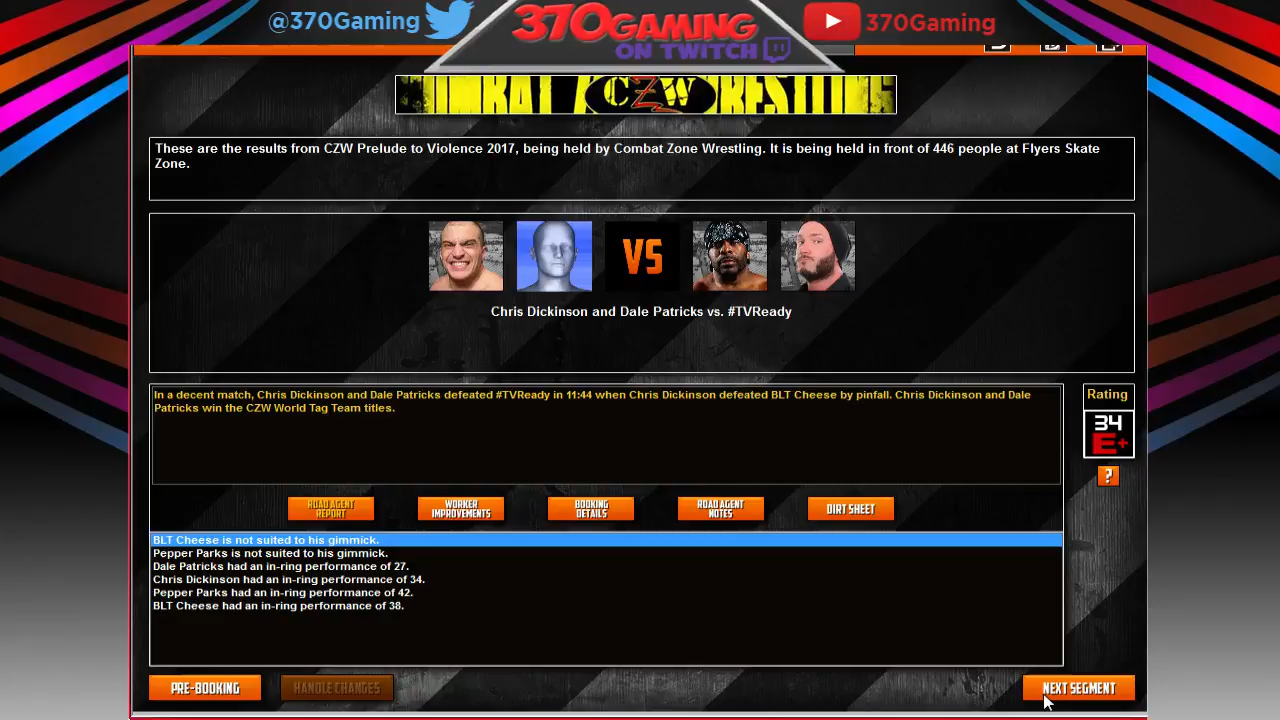 @370Gaming
370GAMING
ON TWITCH
370Gaming
COMBAT CZW WRESTLING
These are the results from CZW Prelude to Violence 2017, being held by Combat Zone Wrestling. It is being held in front of 446 people at Flyers Skate
Zone.
VS
Chris Dickinson and Dale Patricks vs. #TVReady
In a decent match, Chris Dickinson and Dale Patricks defeated #TVReady in 11:44 when Chris Dickinson defeated BLT Cheese by pinfall. Chris Dickinson and Dale
Patricks win the CZW World Tag Team titles.
Rating
34
E+
?
ROAD AGENT
REPORT
WORKER
IMPROVEMENTS
BOOKING
DETAILS
ROAD AGENT
NOTES
DIRT SHEET
BLT Cheese is not suited to his gimmick.
Pepper Parks is not suited to his gimmick.
Dale Patricks had an in-ring performance of 27.
Chris Dickinson had an in-ring performance of 34.
Pepper Parks had an in-ring performance of 42.
BLT Cheese had an in-ring performance of 38.
PRE-BOOKING
HANDLE CHANGES
NEXT SEGMENT